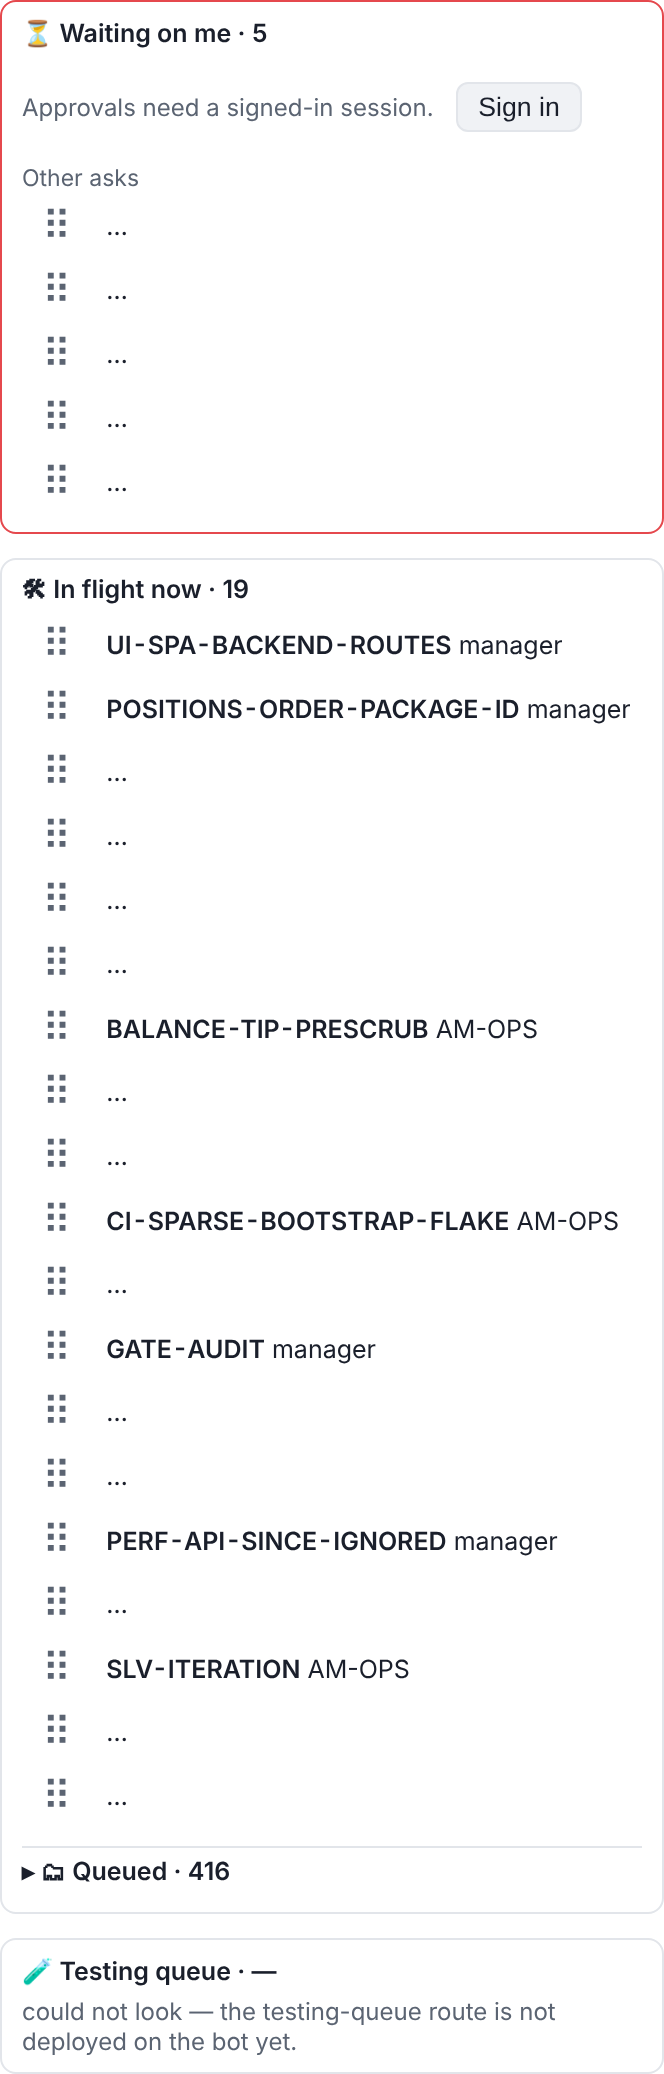 ⏳ Waiting on me · 5
Approvals need a signed-in session. Sign in
Other asks
...
...
...
...
...
🛠 In flight now · 19
UI-SPA-BACKEND-ROUTES manager
POSITIONS-ORDER-PACKAGE-ID manager
...
...
...
...
BALANCE-TIP-PRESCRUB AM-OPS
...
...
CI-SPARSE-BOOTSTRAP-FLAKE AM-OPS
...
GATE-AUDIT manager
...
...
PERF-API-SINCE-IGNORED manager
...
SLV-ITERATION AM-OPS
...
...
▸ 🗂 Queued · 416
🧪 Testing queue · —
could not look — the testing-queue route is not
deployed on the bot yet.